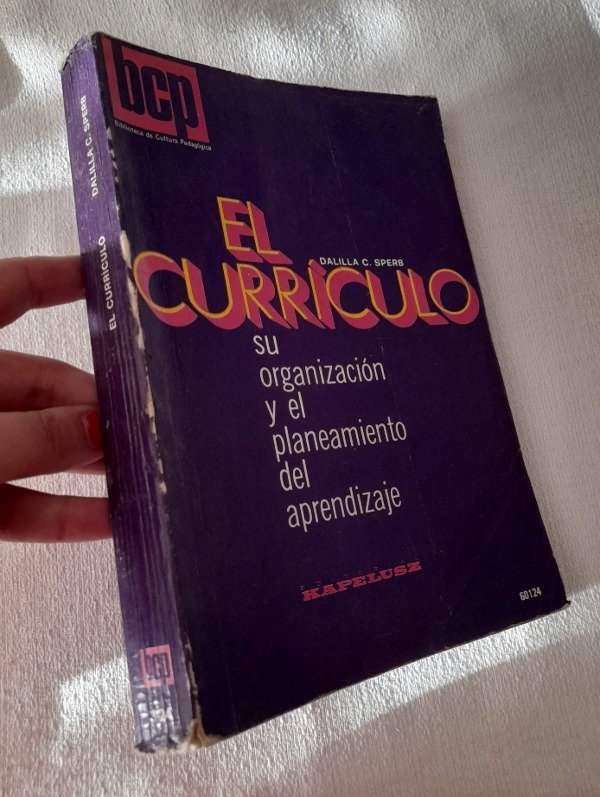 bcp
Biblioteca de Cultura Pedagógica
EL
DALILLA C. SPERB
CURRÍCULO
su
organización
y el
planeamiento
del
aprendizaje
KAPELUSZ
60124
DALILLA C. SPERB
EL CURRÍCULO
bcp